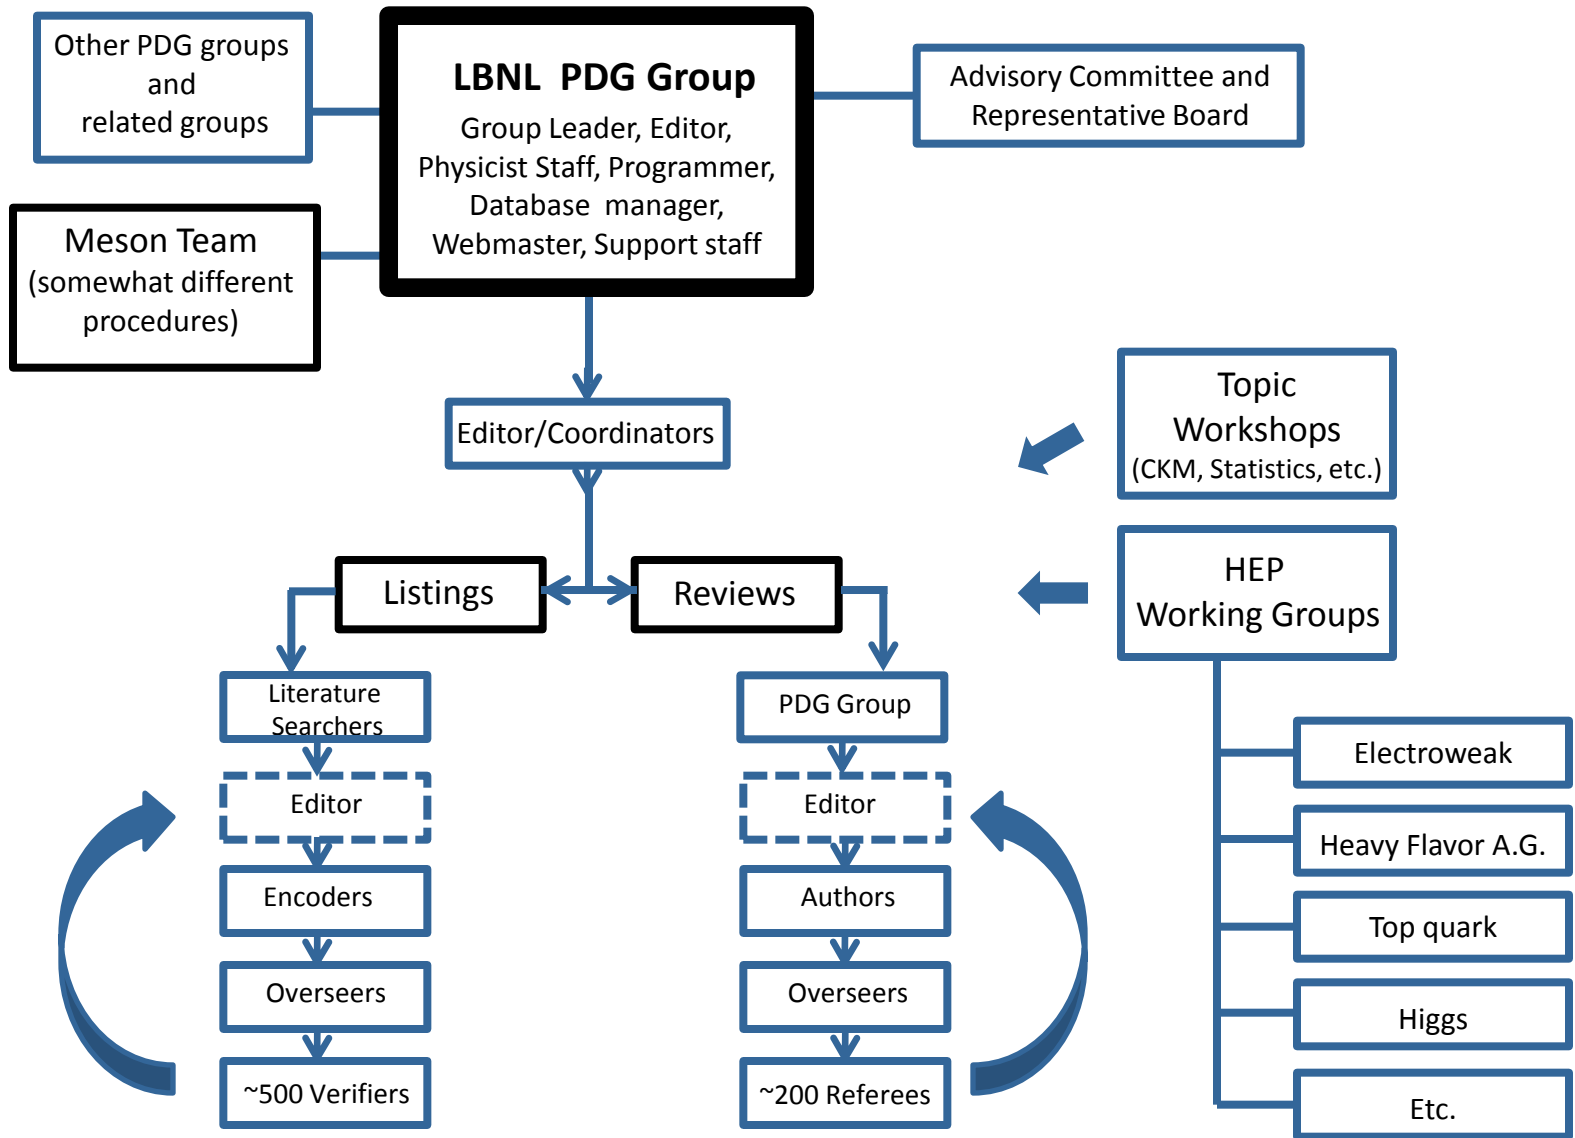 Other PDG groups
and
related groups
LBNL PDG Group
Group Leader, Editor,
Physicist Staff, Programmer,
Database manager,
Webmaster, Support staff
Advisory Committee and
Representative Board
Meson Team
(somewhat different
procedures)
Editor/Coordinators
Topic
Workshops
(CKM, Statistics, etc.)
Listings
Reviews
HEP
Working Groups
Literature
Searchers
Editor
Encoders
Overseers
~500 Verifiers
PDG Group
Editor
Authors
Overseers
~200 Referees
Electroweak
Heavy Flavor A.G.
Top quark
Higgs
Etc.